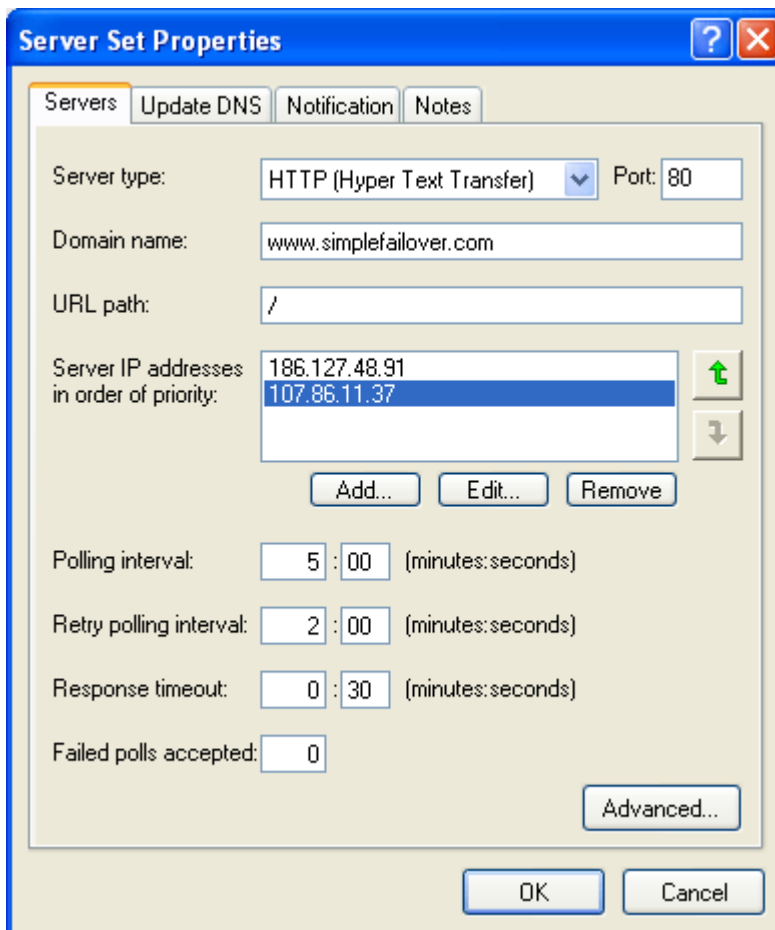 Server Set Properties ?
Servers Update DNS Notification Notes
Server type: HTTP (Hyper Text Transfer) Port: 80
Domain name: www.simplefailover.com
URL path: /
Server IP addresses
in order of priority:
186.127.48.91
107.86.11.37
Add... Edit... Remove
Polling interval: 5 : 00 (minutes:seconds)
Retry polling interval: 2 : 00 (minutes:seconds)
Response timeout: 0 : 30 (minutes:seconds)
Failed polls accepted: 0
Advanced...
OK Cancel